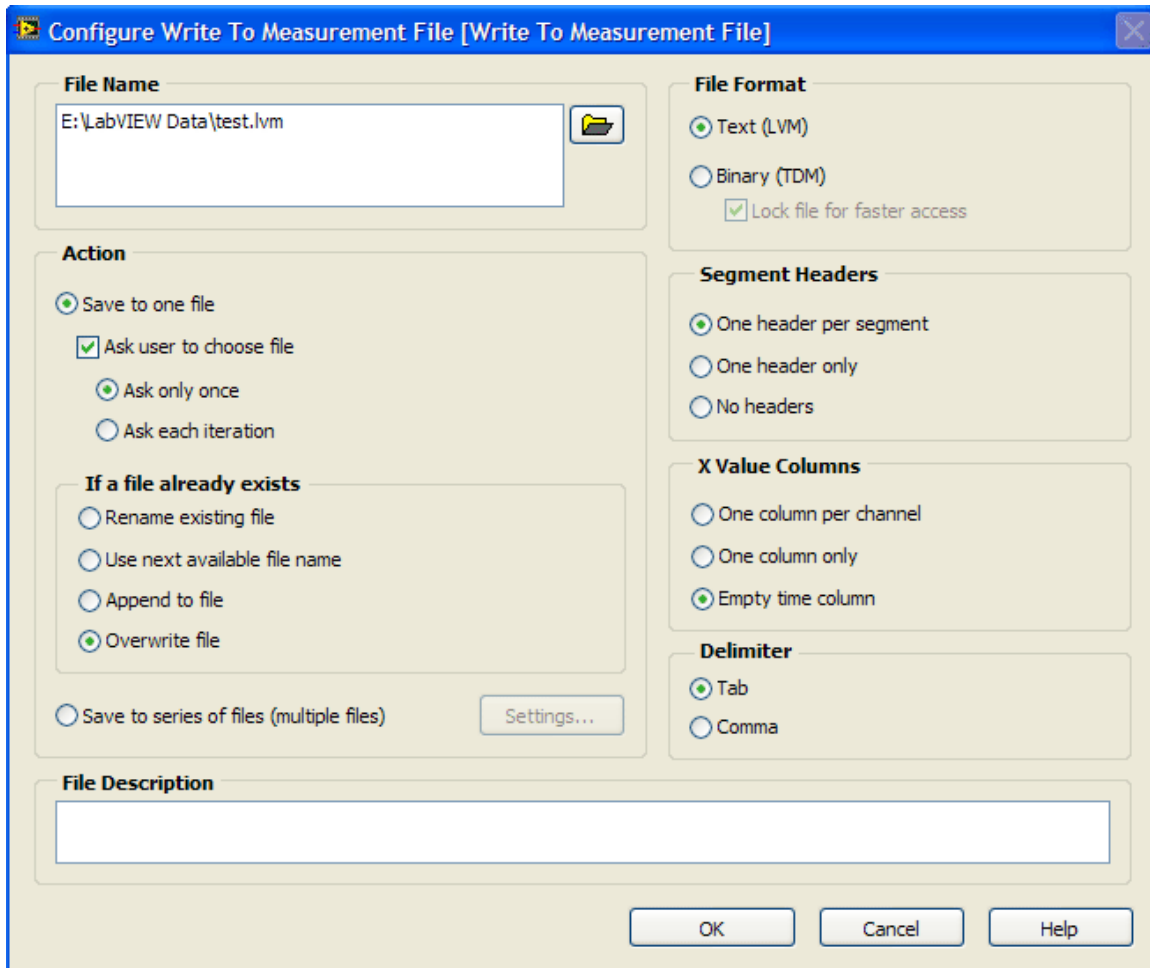 Configure Write To Measurement File [Write To Measurement File]
File Name
E:\LabVIEW Data\test.lvm
Action
Save to one file
Ask user to choose file
Ask only once
Ask each iteration
If a file already exists
Rename existing file
Use next available file name
Append to file
Overwrite file
Save to series of files (multiple files)
Settings...
File Format
Text (LVM)
Binary (TDM)
Lock file for faster access
Segment Headers
One header per segment
One header only
No headers
X Value Columns
One column per channel
One column only
Empty time column
Delimiter
Tab
Comma
File Description
OK
Cancel
Help